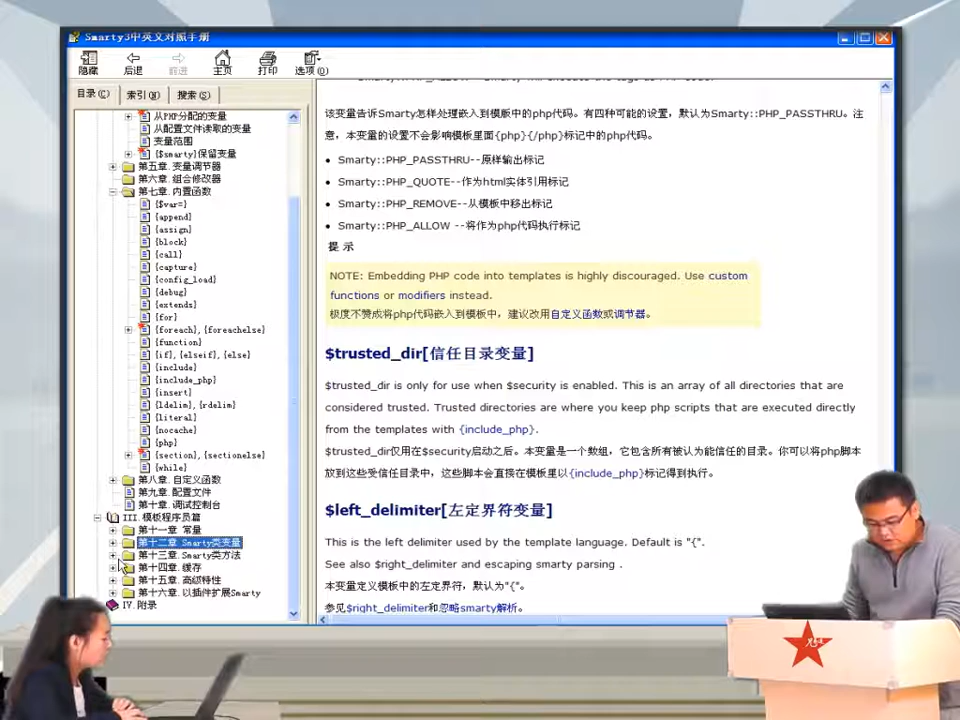 Smarty3中英文对照手册
隐藏 后退 前进 主页 打印 选项(O)
目录(C) 索引(N) 搜索(S)
从PHP分配的变量
从配置文件读取的变量
变量范围
{$smarty}保留变量
第五章.变量调节器
第六章.组合修改器
第七章.内置函数
{$var=}
{append}
{assign}
{block}
{call}
{capture}
{config_load}
{debug}
{extends}
{for}
{foreach},{foreachelse}
{function}
{if},{elseif},{else}
{include}
{include_php}
{insert}
{ldelim},{rdelim}
{literal}
{nocache}
{php}
{section},{sectionelse}
{while}
第八章.自定义函数
第九章.配置文件
第十章.调试控制台
III.模板程序员篇
第十一章 常量
第十二章 Smarty类变量
第十三章.Smarty类方法
第十四章.缓存
第十五章.高级特性
第十六章.以插件扩展Smarty
IV.附录
该变量告诉Smarty怎样处理嵌入到模板中的php代码。有四种可能的设置，默认为Smarty::PHP_PASSTHRU。注
意，本变量的设置不会影响模板里面{php}{/php}标记中的php代码。
• Smarty::PHP_PASSTHRU--原样输出标记
• Smarty::PHP_QUOTE--作为html实体引用标记
• Smarty::PHP_REMOVE--从模板中移出标记
• Smarty::PHP_ALLOW --将作为php代码执行标记
提示
NOTE: Embedding PHP code into templates is highly discouraged. Use custom
functions or modifiers instead.
极度不赞成将php代码嵌入到模板中，建议改用自定义函数或调节器。
$trusted_dir[信任目录变量]
$trusted_dir is only for use when $security is enabled. This is an array of all directories that are
considered trusted. Trusted directories are where you keep php scripts that are executed directly
from the templates with {include_php}.
$trusted_dir仅用在$security启动之后。本变量是一个数组，它包含所有被认为能信任的目录。你可以将php脚本
放到这些受信任目录中，这些脚本会直接在模板里以{include_php}标记得到执行。
$left_delimiter[左定界符变量]
This is the left delimiter used by the template language. Default is "{".
See also $right_delimiter and escaping smarty parsing .
本变量定义模板中的左定界符，默认为"{"。
参见$right_delimiter和忽略smarty解析。